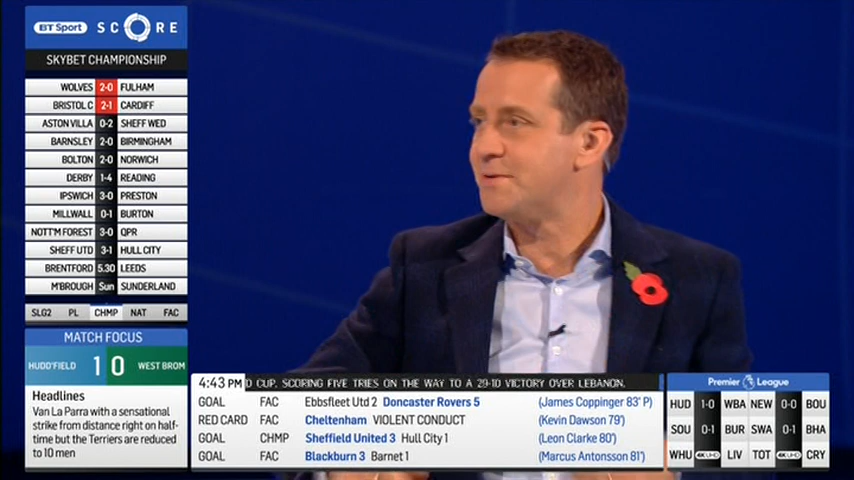 BT Sport SCORE
SKYBET CHAMPIONSHIP
WOLVES 2-0 FULHAM
BRISTOL C 2-1 CARDIFF
ASTON VILLA 0-2 SHEFF WED
BARNSLEY 2-0 BIRMINGHAM
BOLTON 2-0 NORWICH
DERBY 1-4 READING
IPSWICH 3-0 PRESTON
MILLWALL 0-1 BURTON
NOTT'M FOREST 3-0 QPR
SHEFF UTD 3-1 HULL CITY
BRENTFORD 5.30 LEEDS
M'BROUGH Sun SUNDERLAND
SLG2 PL CHMP NAT FAC
MATCH FOCUS
HUDD'FIELD 1 0 WEST BROM
Headlines
Van La Parra with a sensational
strike from distance right on half-
time but the Terriers are reduced
to 10 men
4:43 PM D CUP, SCORING FIVE TRIES ON THE WAY TO A 29-10 VICTORY OVER LEBANON.
GOAL FAC Ebbsfleet Utd 2 Doncaster Rovers 5 (James Coppinger 83' P)
RED CARD FAC Cheltenham VIOLENT CONDUCT (Kevin Dawson 79')
GOAL CHMP Sheffield United 3 Hull City 1 (Leon Clarke 80')
GOAL FAC Blackburn 3 Barnet 1 (Marcus Antonsson 81')
Premier League
HUD 1-0 WBA NEW 0-0 BOU
SOU 0-1 BUR SWA 0-1 BHA
WHU 4K UHD LIV TOT 4K UHD CRY